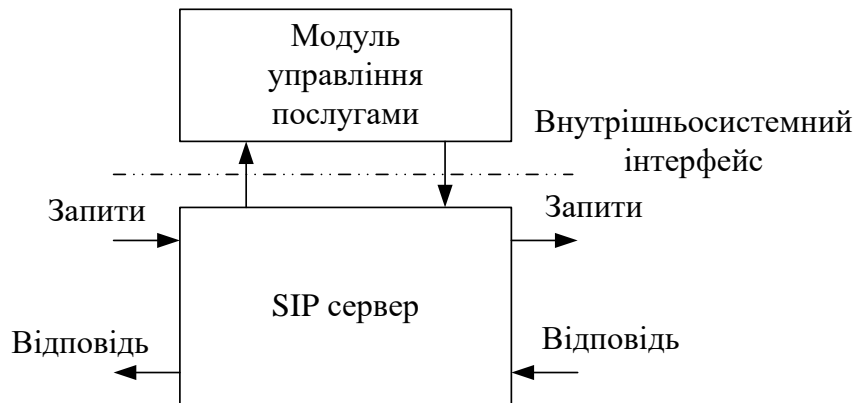 Модуль
управління
послугами
Внутрішньосистемний
інтерфейс
Запити
Запити
SIP сервер
Відповідь
Відповідь